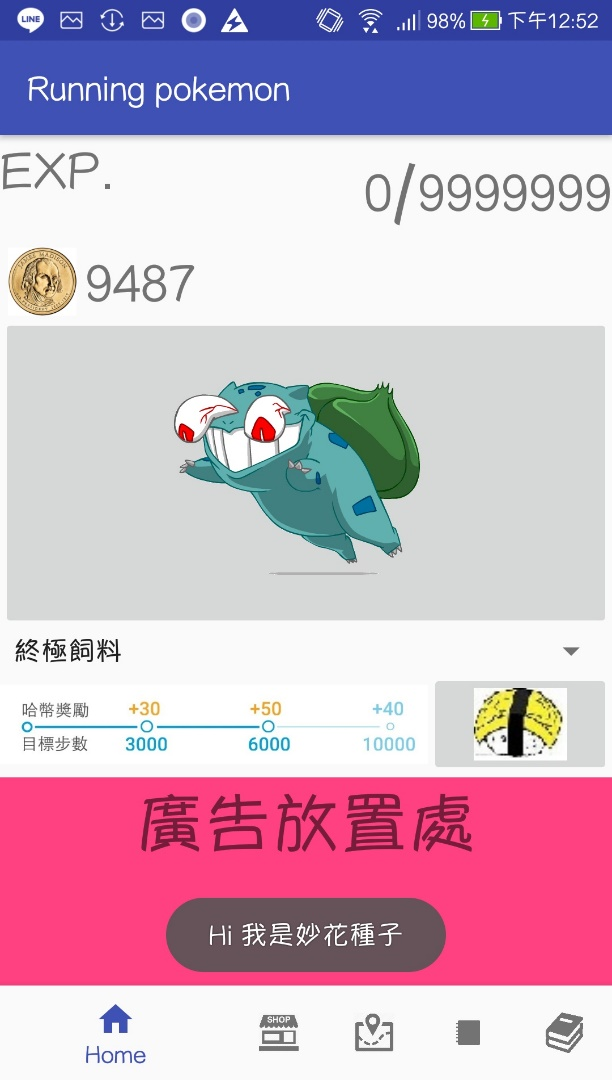 LINE
98%
下午12:52
Running pokemon
EXP.
0/9999999
9487
終極飼料
哈幣獎勵 +30 +50 +40
目標步數 3000 6000 10000
廣告放置處
Hi 我是妙花種子
SHOP
Home